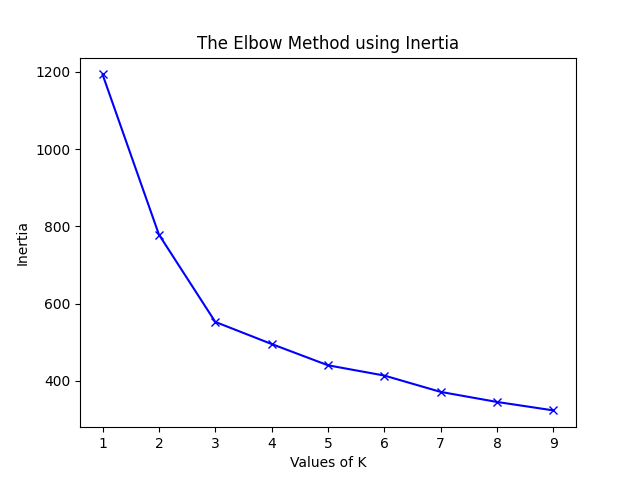 The Elbow Method using Inertia
1200
1000
800
600
400
Inertia
1 2 3 4 5 6 7 8 9
Values of K